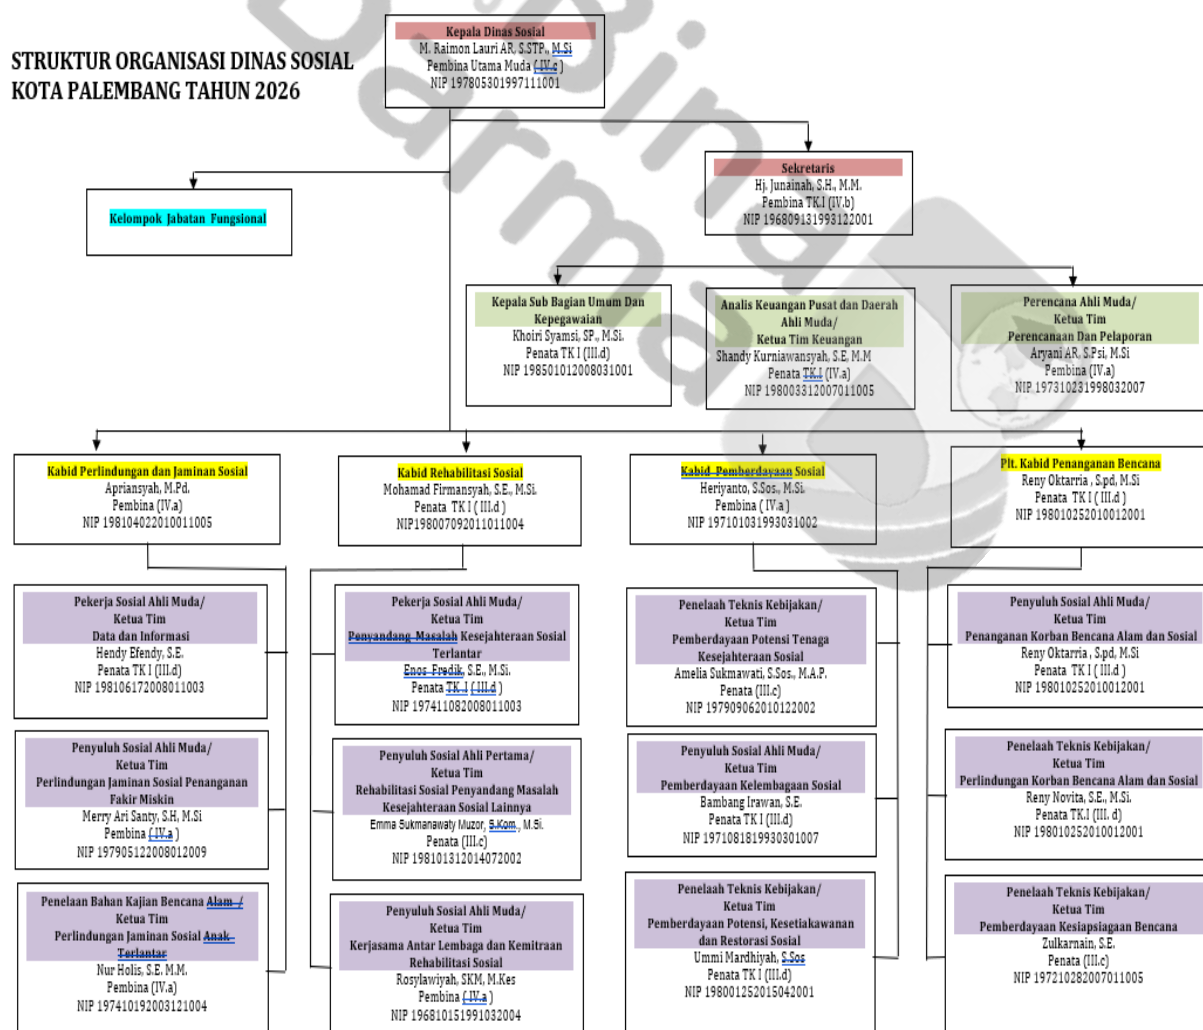 STRUKTUR ORGANISASI DINAS SOSIAL
KOTA PALEMBANG TAHUN 2026
Bina
Darma
Kepala Dinas Sosial
M. Raimon Lauri AR, S.STP., M.Si
Pembina Utama Muda ( IV.c )
NIP 197805301997111001
Sekretaris
Hj. Junainah, S.H., M.M.
Pembina TK.I (IV.b)
NIP 196809131993122001
Kelompok Jabatan Fungsional
Kepala Sub Bagian Umum Dan
Kepegawaian
Khoiri Syamsi, SP., M.Si.
Penata TK I (III.d)
NIP 198501012008031001
Analis Keuangan Pusat dan Daerah
Ahli Muda/
Ketua Tim Keuangan
Shandy Kurniawansyah, S.E, M.M
Penata TK.I (IV.a)
NIP 198003312007011005
Perencana Ahli Muda/
Ketua Tim
Perencanaan Dan Pelaporan
Aryani AR, S.Psi, M.Si
Pembina (IV.a)
NIP 197310231998032007
Kabid Perlindungan dan Jaminan Sosial
Apriansyah, M.Pd.
Pembina (IV.a)
NIP 198104022010011005
Kabid Rehabilitasi Sosial
Mohamad Firmansyah, S.E., M.Si.
Penata TK I ( III.d )
NIP198007092011011004
Kabid Pemberdayaan Sosial
Heriyanto, S.Sos., M.Si.
Pembina ( IV.a )
NIP 197101031993031002
Plt. Kabid Penanganan Bencana
Reny Oktarria , S.pd, M.Si
Penata TK I ( III.d )
NIP 198010252010012001
Pekerja Sosial Ahli Muda/
Ketua Tim
Data dan Informasi
Hendy Efendy, S.E.
Penata TK I (III.d)
NIP 198106172008011003
Pekerja Sosial Ahli Muda/
Ketua Tim
Penyandang Masalah Kesejahteraan Sosial
Terlantar
Enos Fredik, S.E., M.Si.
Penata TK .I ( III.d )
NIP 197411082008011003
Penelaah Teknis Kebijakan/
Ketua Tim
Pemberdayaan Potensi Tenaga
Kesejahteraan Sosial
Amelia Sukmawati, S.Sos., M.A.P.
Penata (III.c)
NIP 197909062010122002
Penyuluh Sosial Ahli Muda/
Ketua Tim
Penanganan Korban Bencana Alam dan Sosial
Reny Oktarria , S.pd, M.Si
Penata TK I ( III.d )
NIP 198010252010012001
Penyuluh Sosial Ahli Muda/
Ketua Tim
Perlindungan Jaminan Sosial Penanganan
Fakir Miskin
Merry Ari Santy, S.H, M.Si
Pembina ( IV.a )
NIP 197905122008012009
Penyuluh Sosial Ahli Pertama/
Ketua Tim
Rehabilitasi Sosial Penyandang Masalah
Kesejahteraan Sosial Lainnya
Emma Sukmanawaty Muzor, S.Kom., M.Si.
Penata (III.c)
NIP 198101312014072002
Penyuluh Sosial Ahli Muda/
Ketua Tim
Pemberdayaan Kelembagaan Sosial
Bambang Irawan, S.E.
Penata TK I (III.d)
NIP 1971081819930301007
Penelaah Teknis Kebijakan/
Ketua Tim
Perlindungan Korban Bencana Alam dan Sosial
Reny Novita, S.E., M.Si.
Penata TK.I (III. d)
NIP 198010252010012001
Penelaan Bahan Kajian Bencana Alam /
Ketua Tim
Perlindungan Jaminan Sosial Anak
Terlantar
Nur Holis, S.E. M.M.
Pembina (IV.a)
NIP 197410192003121004
Penyuluh Sosial Ahli Muda/
Ketua Tim
Kerjasama Antar Lembaga dan Kemitraan
Rehabilitasi Sosial
Rosylawiyah, SKM, M.Kes
Pembina ( IV.a )
NIP 196810151991032004
Penelaah Teknis Kebijakan/
Ketua Tim
Pemberdayaan Potensi, Kesetiakawanan
dan Restorasi Sosial
Ummi Mardhiyah, S.Sos
Penata TK I (III.d)
NIP 198001252015042001
Penelaah Teknis Kebijakan/
Ketua Tim
Pemberdayaan Kesiapsiagaan Bencana
Zulkarnain, S.E.
Penata (III.c)
NIP 197210282007011005